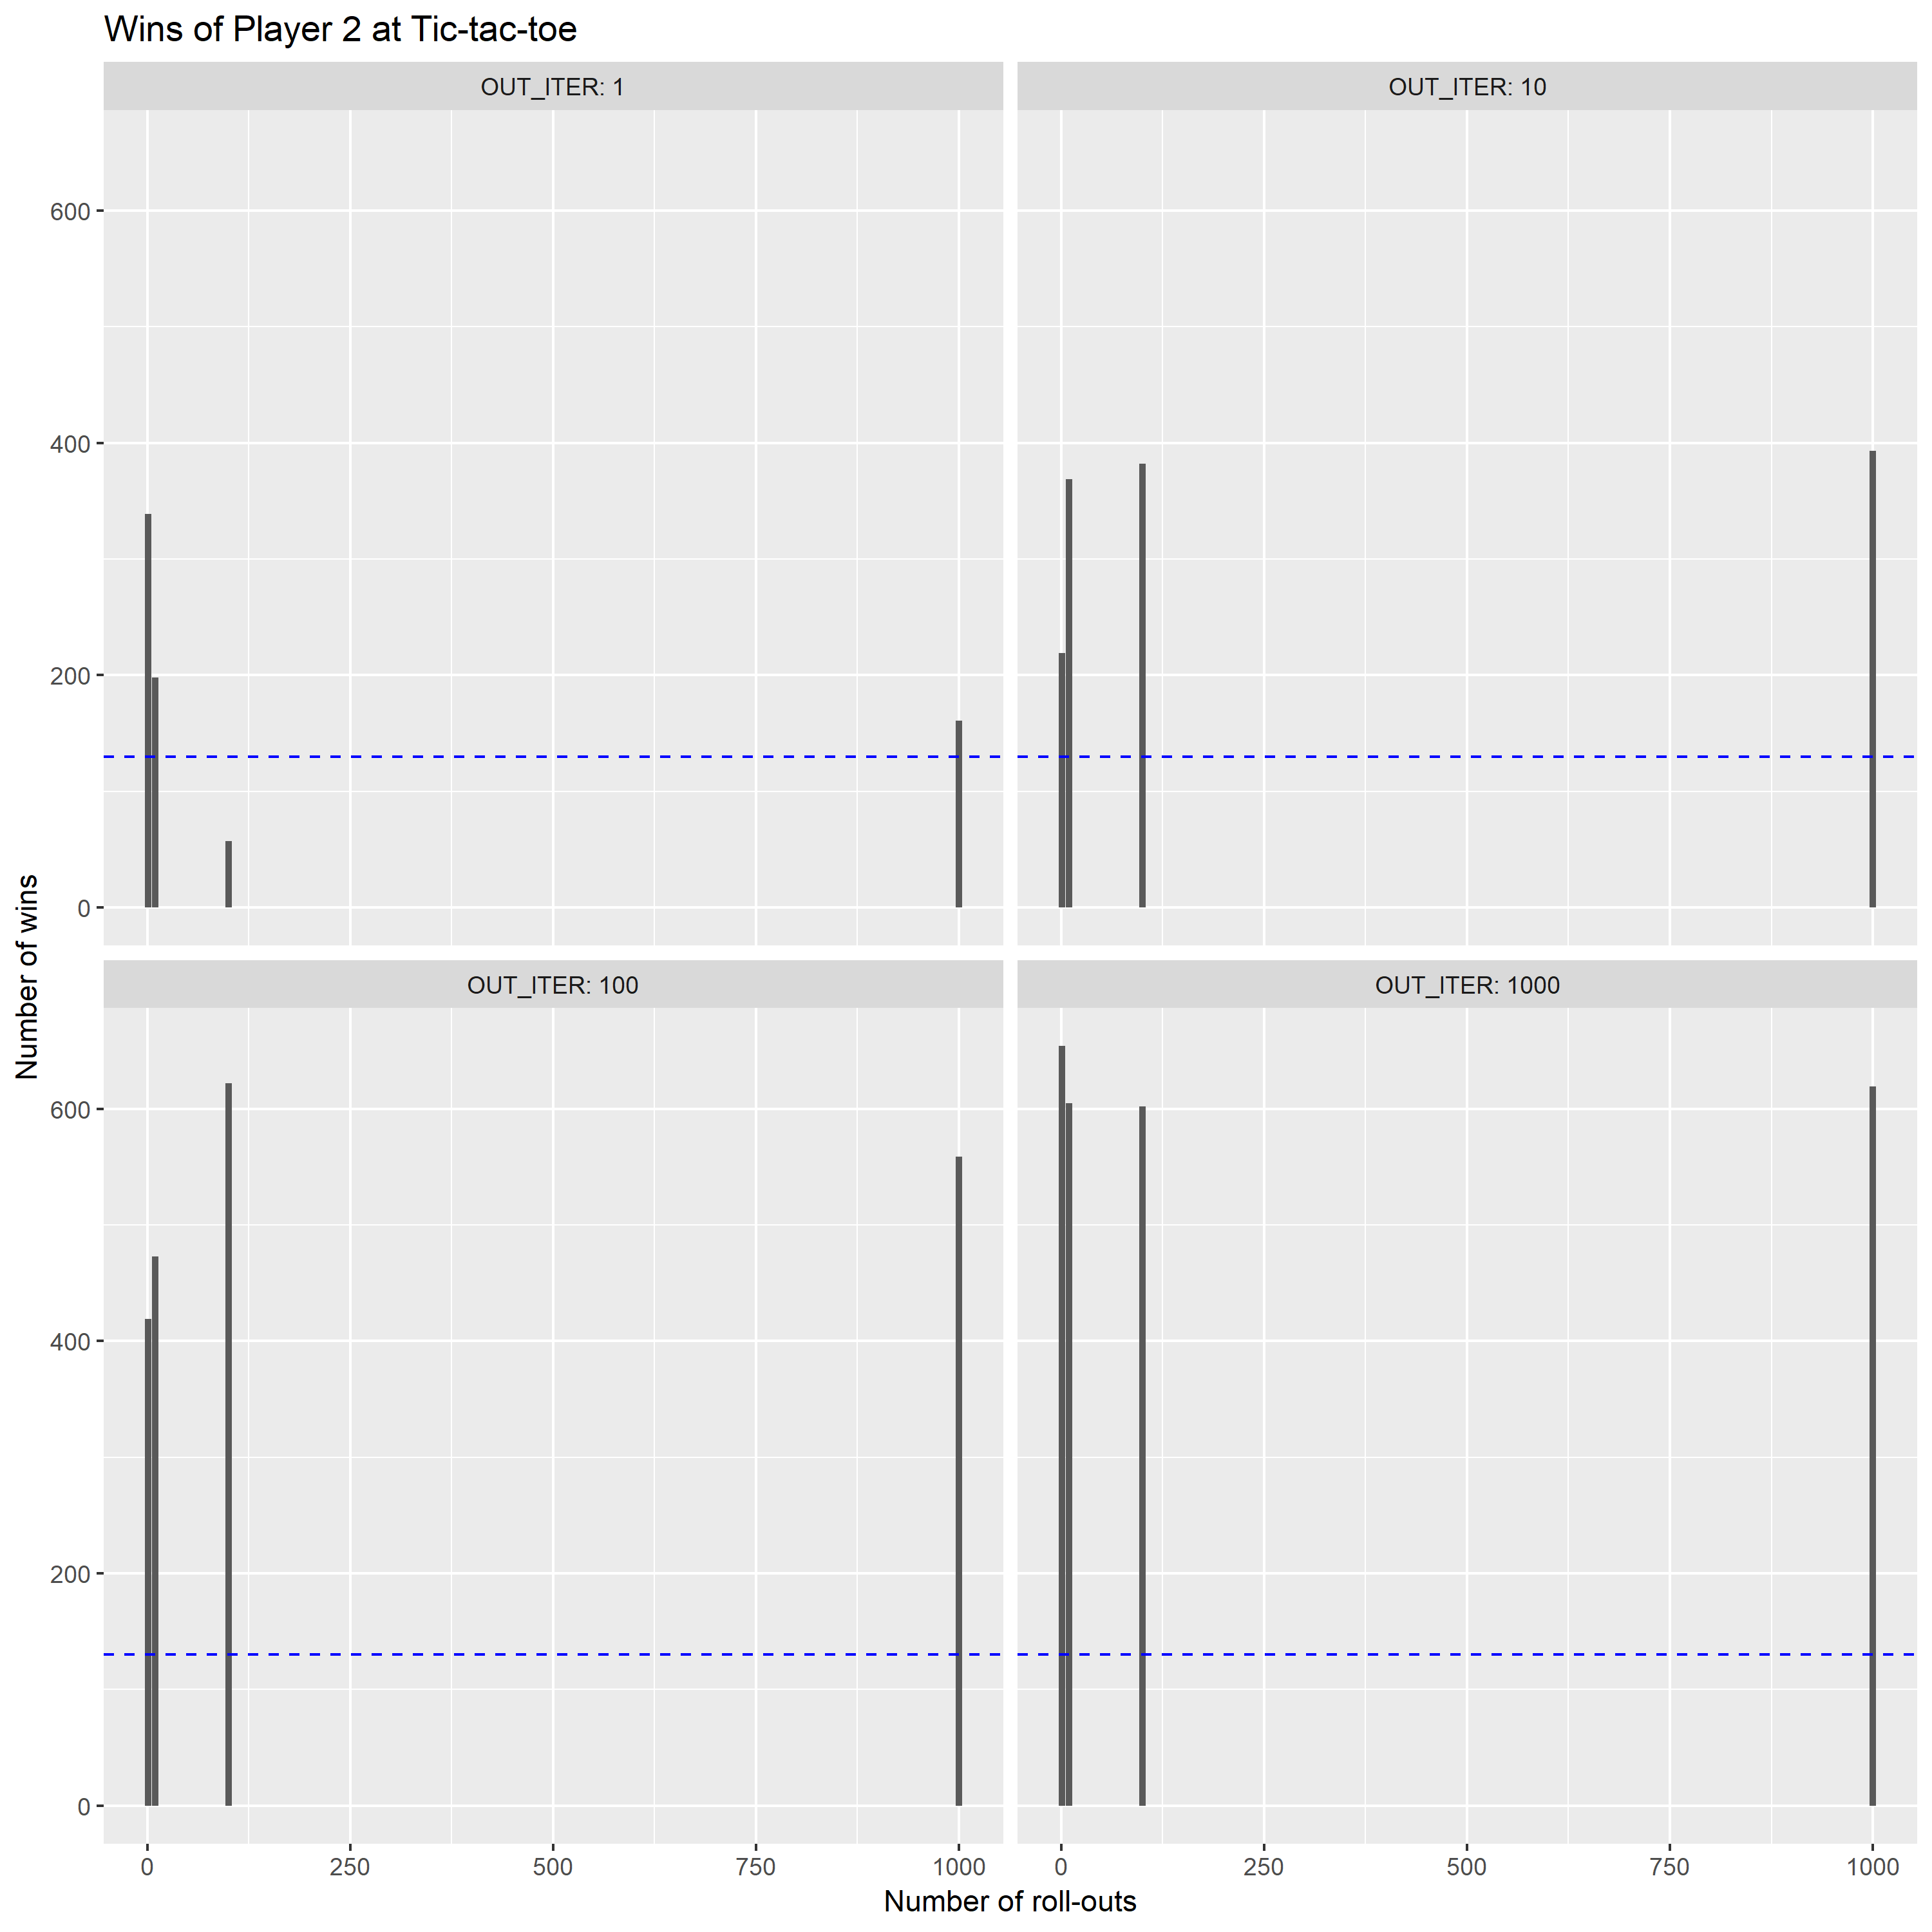 Wins of Player 2 at Tic-tac-toe
OUT_ITER: 1
OUT_ITER: 10
600
400
200
0
OUT_ITER: 100
OUT_ITER: 1000
600
400
200
0
Number of wins
0 250 500 750 1000
0 250 500 750 1000
Number of roll-outs